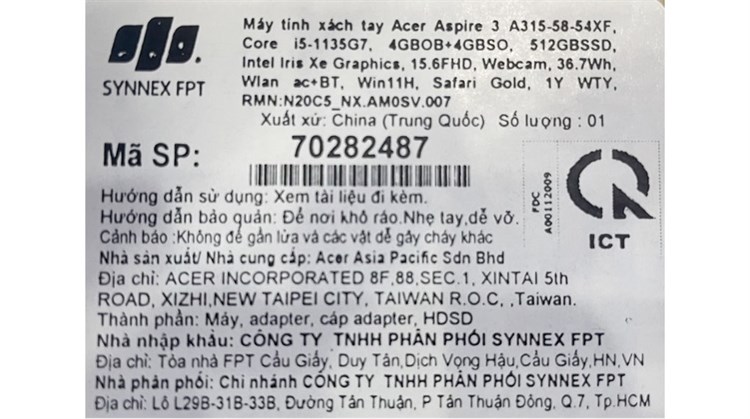 Máy tính xách tay Acer Aspire 3 A315-58-54XF,
Core i5-1135G7, 4GBOB+4GBSO, 512GBSSD,
Intel Iris Xe Graphics, 15.6FHD, Webcam, 36.7Wh,
Wlan ac+BT, Win11H, Safari Gold, 1Y WTY,
RMN:N20C5_NX.AM0SV.007
SYNNEX FPT
Xuất xứ: China (Trung Quốc) Số lượng : 01
Mã SP: 70282487
Hướng dẫn sử dụng: Xem tài liệu đi kèm.
Hướng dẫn bảo quản: Để nơi khô ráo.Nhẹ tay,dễ vỡ.
Cảnh báo :Không để gần lửa và các vật dễ gây cháy khác
PDC
A00112009
ICT
Nhà sản xuất/ Nhà cung cấp: Acer Asia Pacific Sdn Bhd
Địa chỉ: ACER INCORPORATED 8F,88,SEC.1, XINTAI 5th
ROAD, XIZHI,NEW TAIPEI CITY, TAIWAN R.O.C, ,Taiwan.
Thành phần: Máy, adapter, cáp adapter, HDSD
Nhà nhập khẩu: CÔNG TY TNHH PHÂN PHỐI SYNNEX FPT
Địa chỉ: Tòa nhà FPT Cầu Giấy, Duy Tân,Dịch Vọng Hậu,Cầu Giấy,HN,VN
Nhà phân phối: Chi nhánh CÔNG TY TNHH PHÂN PHỐI SYNNEX FPT
Địa chỉ: Lô L29B-31B-33B, Đường Tân Thuận, P Tân Thuận Đông, Q.7, Tp.HCM